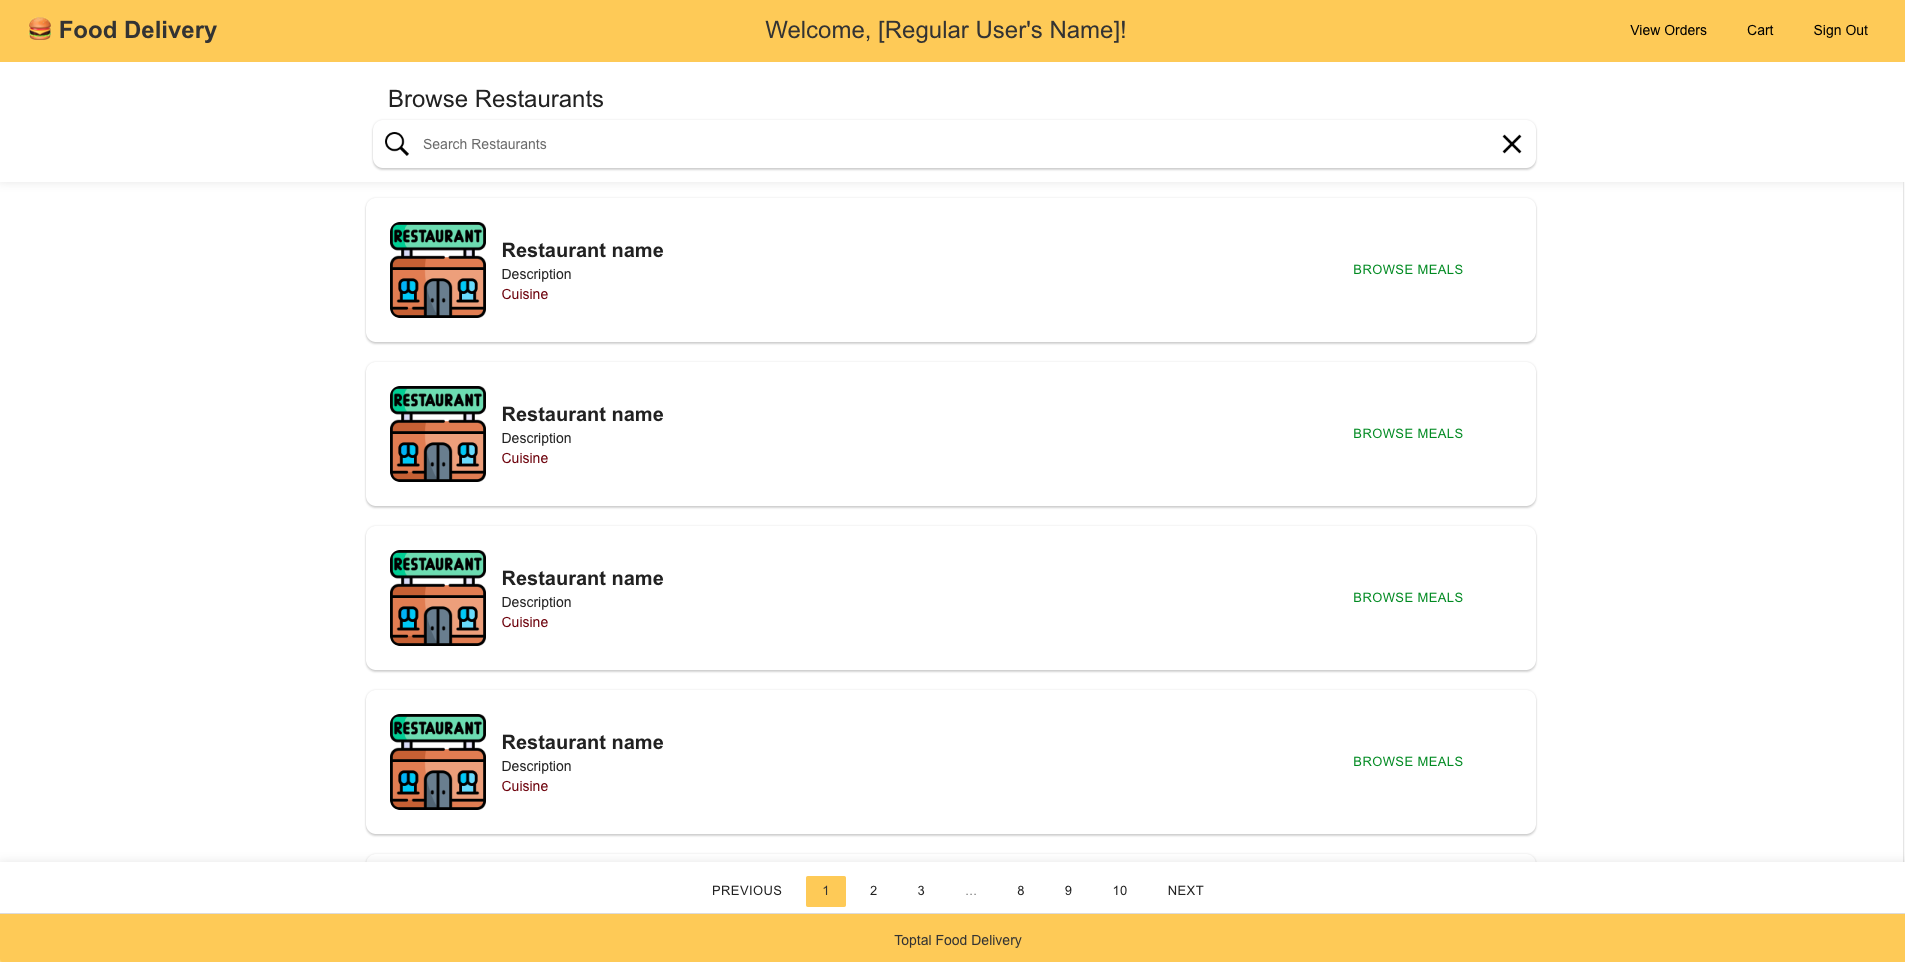 Food Delivery
Welcome, [Regular User's Name]!
View Orders
Cart
Sign Out
Browse Restaurants
Search Restaurants
RESTAURANT
Restaurant name
Description
Cuisine
BROWSE MEALS
RESTAURANT
Restaurant name
Description
Cuisine
BROWSE MEALS
RESTAURANT
Restaurant name
Description
Cuisine
BROWSE MEALS
RESTAURANT
Restaurant name
Description
Cuisine
BROWSE MEALS
PREVIOUS 1 2 3 ... 8 9 10 NEXT
Toptal Food Delivery